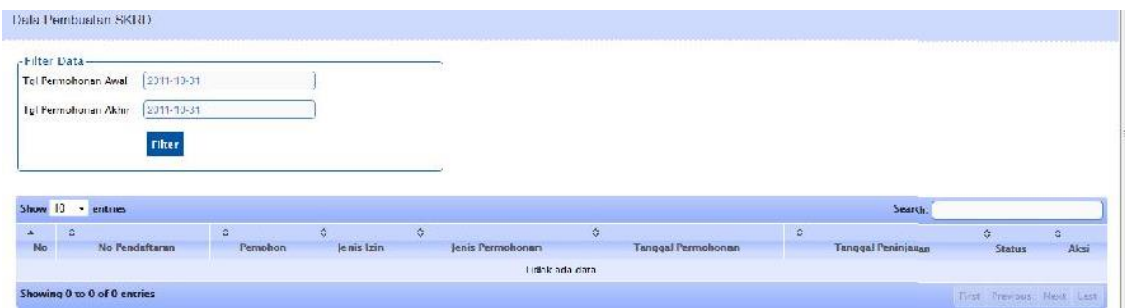 Data Pembuatan SKRD
Filter Data
Tgl Permohonan Awal 2011-10-01
Tgl Permohonan Akhir 2011-10-31
Filter
Show 10 entries Search:
No No Pendaftaran Pemohon Jenis Izin Jenis Permohonan Tanggal Permohonan Tanggal Peninjauan Status Aksi
Tidak ada data
Showing 0 to 0 of 0 entries First Previous Next Last